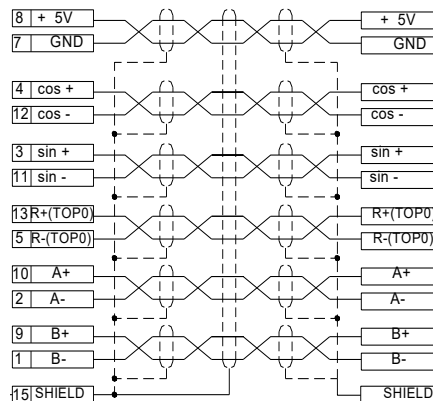 8 + 5V + 5V
7 GND GND
4 cos + cos +
12 cos - cos -
3 sin + sin +
11 sin - sin -
13 R+(TOP0) R+(TOP0)
5 R-(TOP0) R-(TOP0)
10 A+ A+
2 A- A-
9 B+ B+
1 B- B-
15 SHIELD SHIELD